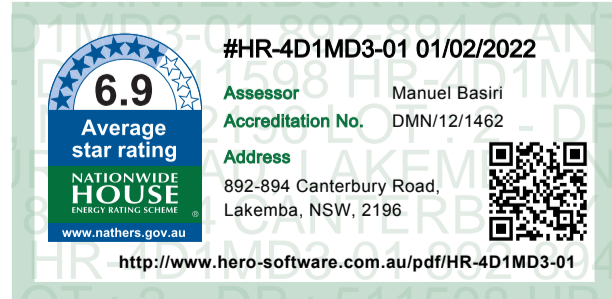 #HR-4D1MD3-01 01/02/2022
6.9
Average
star rating
NATIONWIDE
HOUSE
ENERGY RATING SCHEME ®
www.nathers.gov.au
Assessor Manuel Basiri
Accreditation No. DMN/12/1462
Address
892-894 Canterbury Road,
Lakemba, NSW, 2196
http://www.hero-software.com.au/pdf/HR-4D1MD3-01